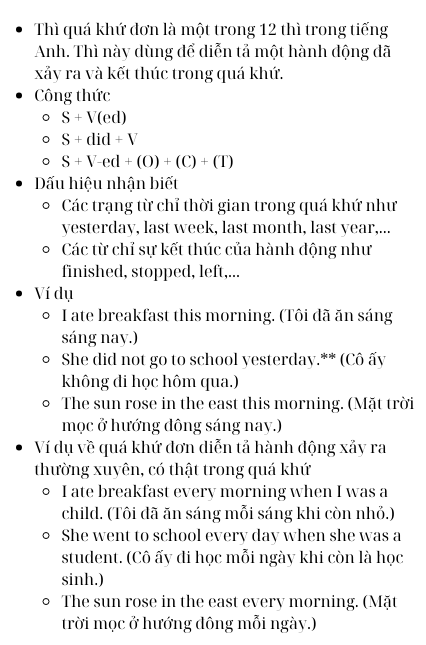 • Thì quá khứ đơn là một trong 12 thì trong tiếng
Anh. Thì này dùng để diễn tả một hành động đã
xảy ra và kết thúc trong quá khứ.
• Công thức
○ S + V(ed)
○ S + did + V
○ S + V-ed + (O) + (C) + (T)
• Dấu hiệu nhận biết
○ Các trạng từ chỉ thời gian trong quá khứ như
yesterday, last week, last month, last year,...
○ Các từ chỉ sự kết thúc của hành động như
finished, stopped, left,...
• Ví dụ
○ I ate breakfast this morning. (Tôi đã ăn sáng
sáng nay.)
○ She did not go to school yesterday.** (Cô ấy
không đi học hôm qua.)
○ The sun rose in the east this morning. (Mặt trời
mọc ở hướng đông sáng nay.)
• Ví dụ về quá khứ đơn diễn tả hành động xảy ra
thường xuyên, có thật trong quá khứ
○ I ate breakfast every morning when I was a
child. (Tôi đã ăn sáng mỗi sáng khi còn nhỏ.)
○ She went to school every day when she was a
student. (Cô ấy đi học mỗi ngày khi còn là học
sinh.)
○ The sun rose in the east every morning. (Mặt
trời mọc ở hướng đông mỗi ngày.)